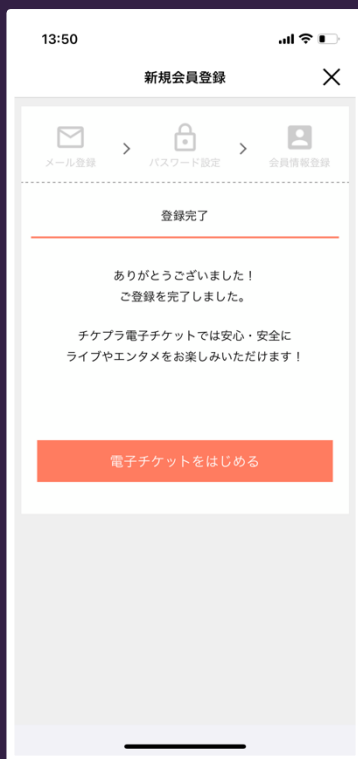 13:50
新規会員登録
メール登録
パスワード設定
会員情報登録
登録完了
ありがとうございました！
ご登録を完了しました。
チケプラ電子チケットでは安心・安全に
ライブやエンタメをお楽しみいただけます！
電子チケットをはじめる